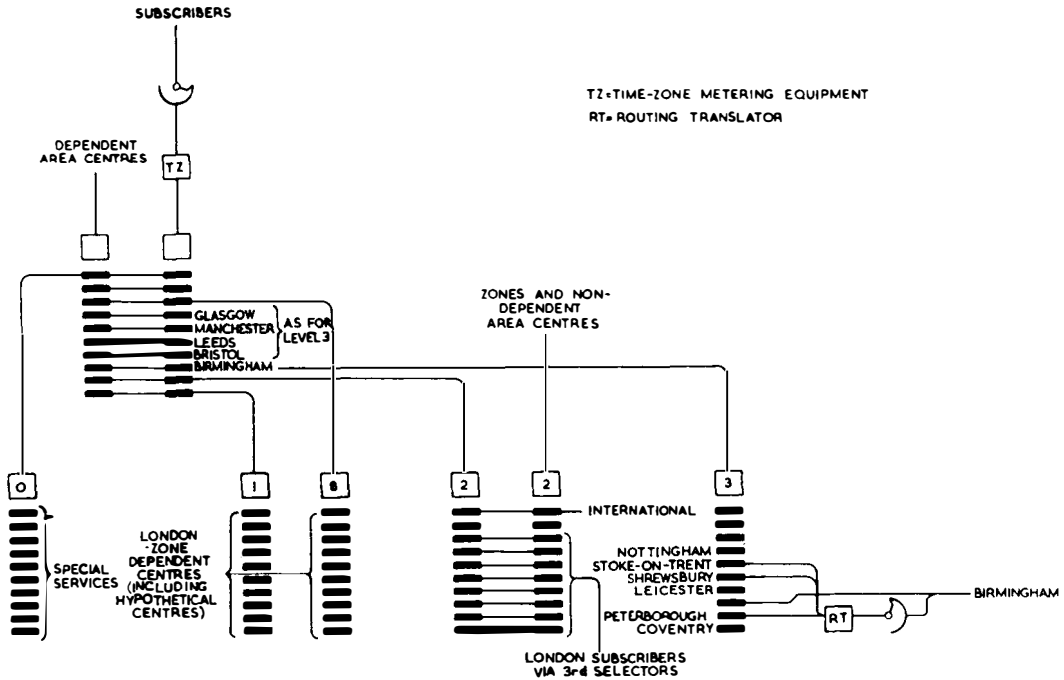 SUBSCRIBERS
TZ=TIME-ZONE METERING EQUIPMENT
RT=ROUTING TRANSLATOR
DEPENDENT
AREA CENTRES
TZ
ZONES AND NON-
DEPENDENT
AREA CENTRES
GLASGOW
MANCHESTER
LEEDS
BRISTOL
BIRMINGHAM
AS FOR
LEVEL 3
0
1
8
2
2
3
SPECIAL
SERVICES
LONDON
-ZONE
DEPENDENT
CENTRES
(INCLUDING
HYPOTHETICAL
CENTRES)
INTERNATIONAL
NOTTINGHAM
STOKE-ON-TRENT
SHREWSBURY
LEICESTER
PETERBOROUGH
COVENTRY
RT
BIRMINGHAM
LONDON SUBSCRIBERS
VIA 3rd SELECTORS